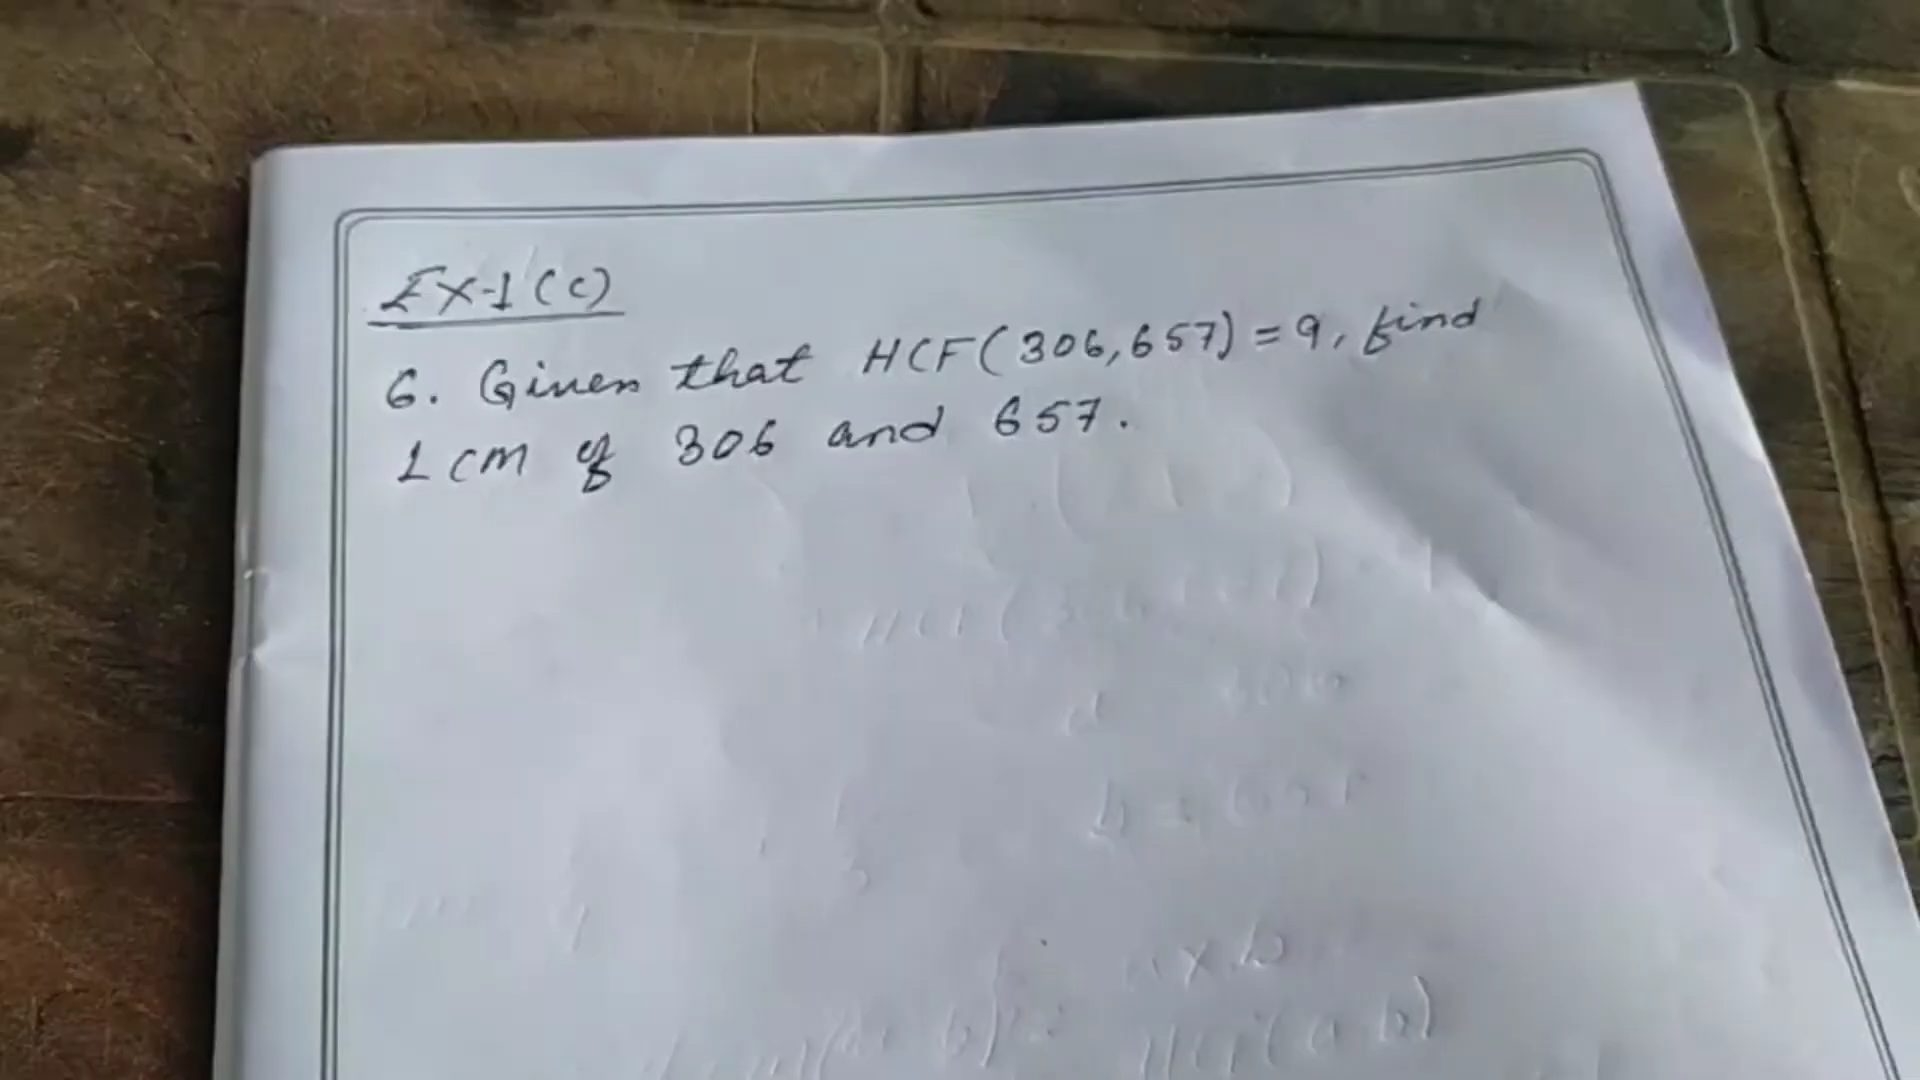 Ex-1(c)
6. Given that HCF(306,657)=9, find
LCM of 306 and 657.